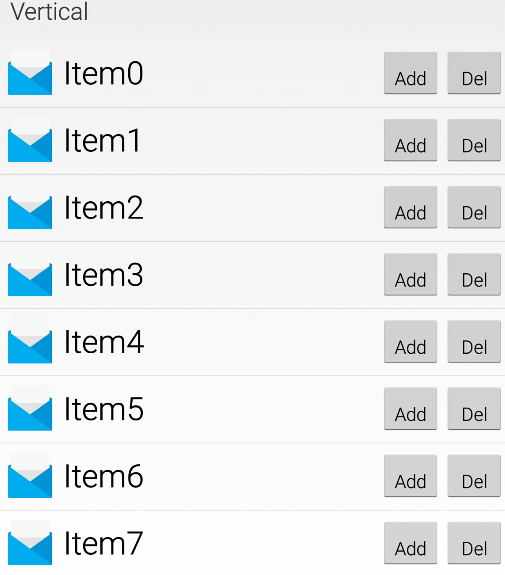 Vertical
Item0 Add Del
Item1 Add Del
Item2 Add Del
Item3 Add Del
Item4 Add Del
Item5 Add Del
Item6 Add Del
Item7 Add Del